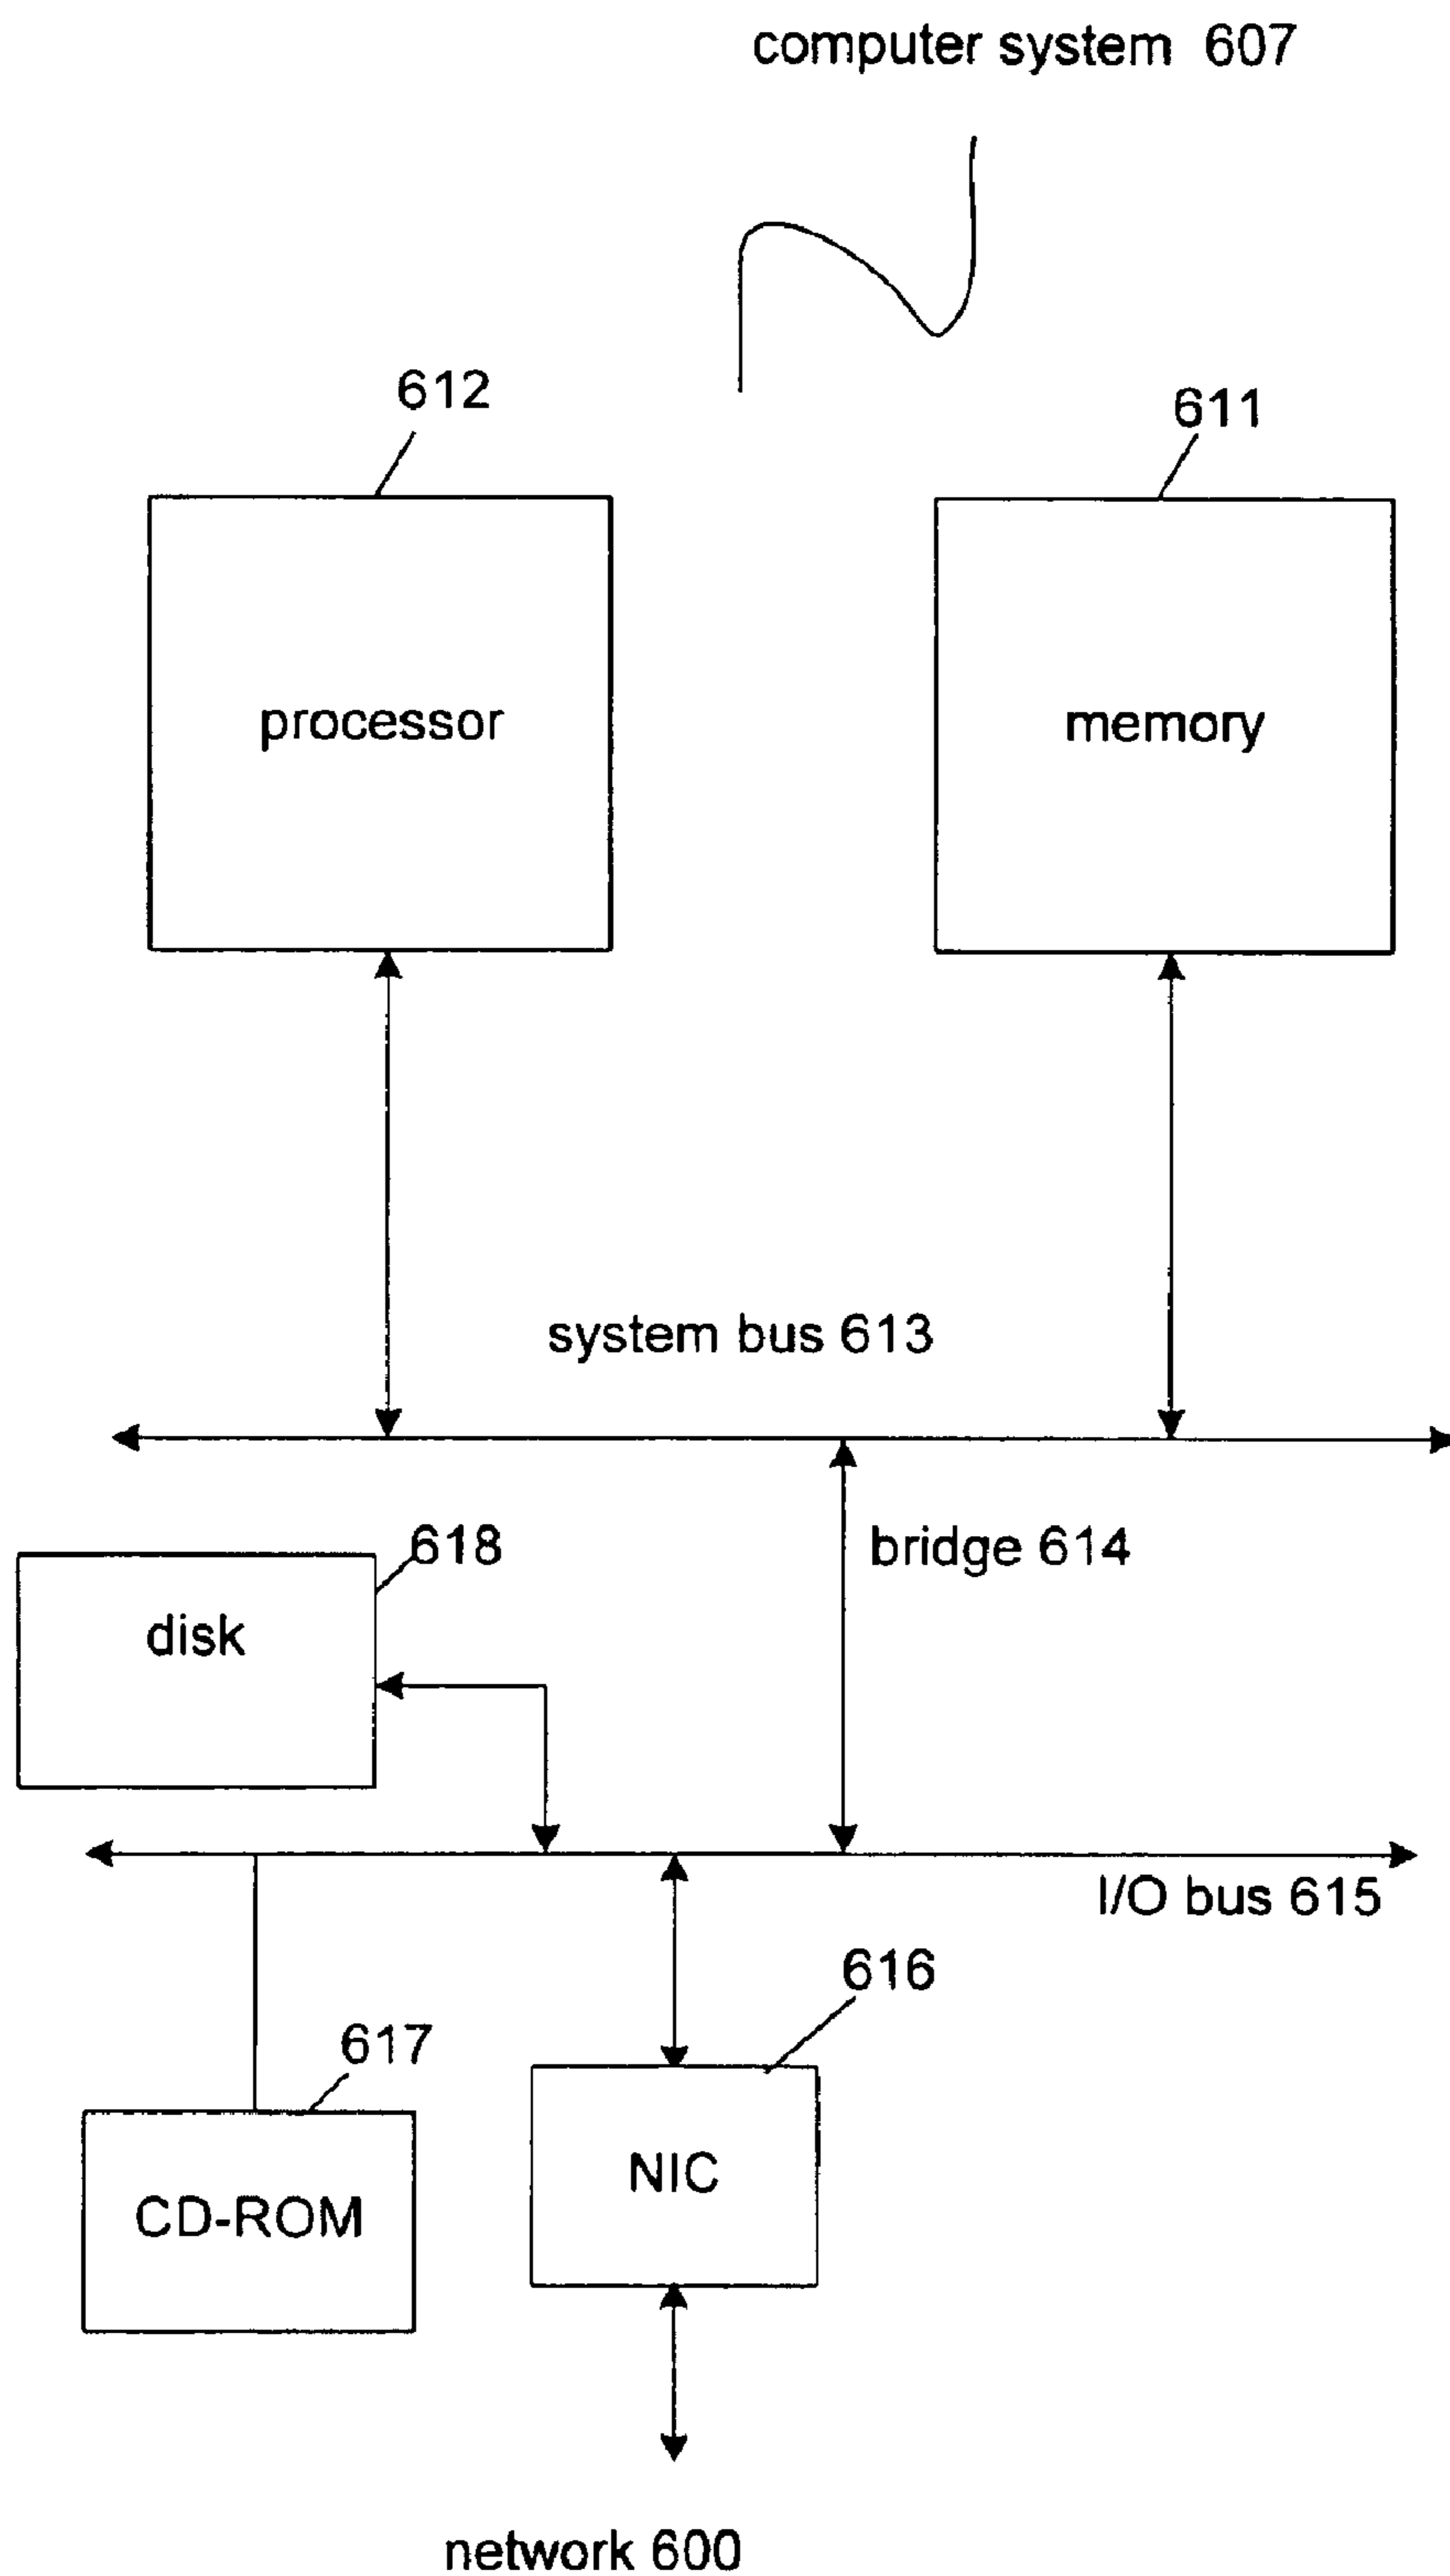 computer system 607
612
611
processor
memory
system bus 613
618
bridge 614
disk
I/O bus 615
616
617
NIC
CD-ROM
network 600